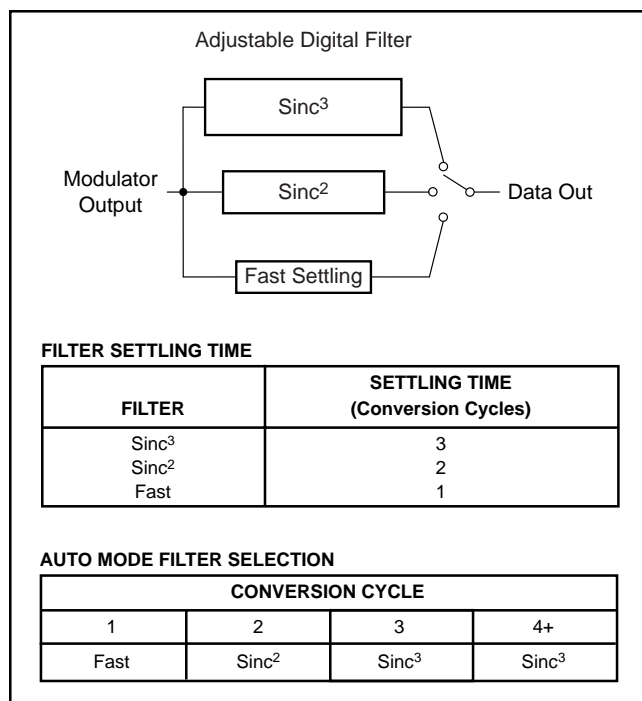 Adjustable Digital Filter
Sinc³
Modulator
Output
Sinc²
Data Out
Fast Settling
FILTER SETTLING TIME
FILTER
SETTLING TIME
(Conversion Cycles)
Sinc³ 3
Sinc² 2
Fast 1
AUTO MODE FILTER SELECTION
CONVERSION CYCLE
1 2 3 4+
Fast Sinc² Sinc³ Sinc³